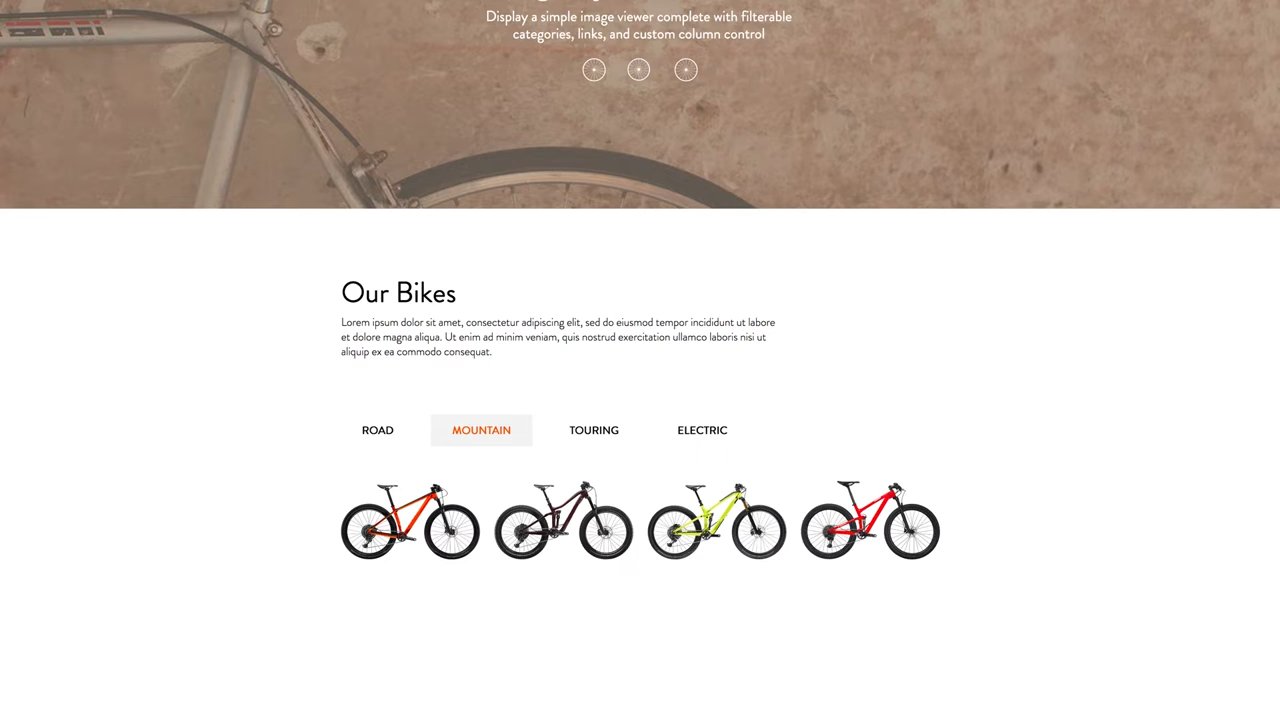 Display a simple image viewer complete with filterable
categories, links, and custom column control
Our Bikes
Lorem ipsum dolor sit amet, consectetur adipiscing elit, sed do eiusmod tempor incididunt ut labore
et dolore magna aliqua. Ut enim ad minim veniam, quis nostrud exercitation ullamco laboris nisi ut
aliquip ex ea commodo consequat.
ROAD MOUNTAIN TOURING ELECTRIC